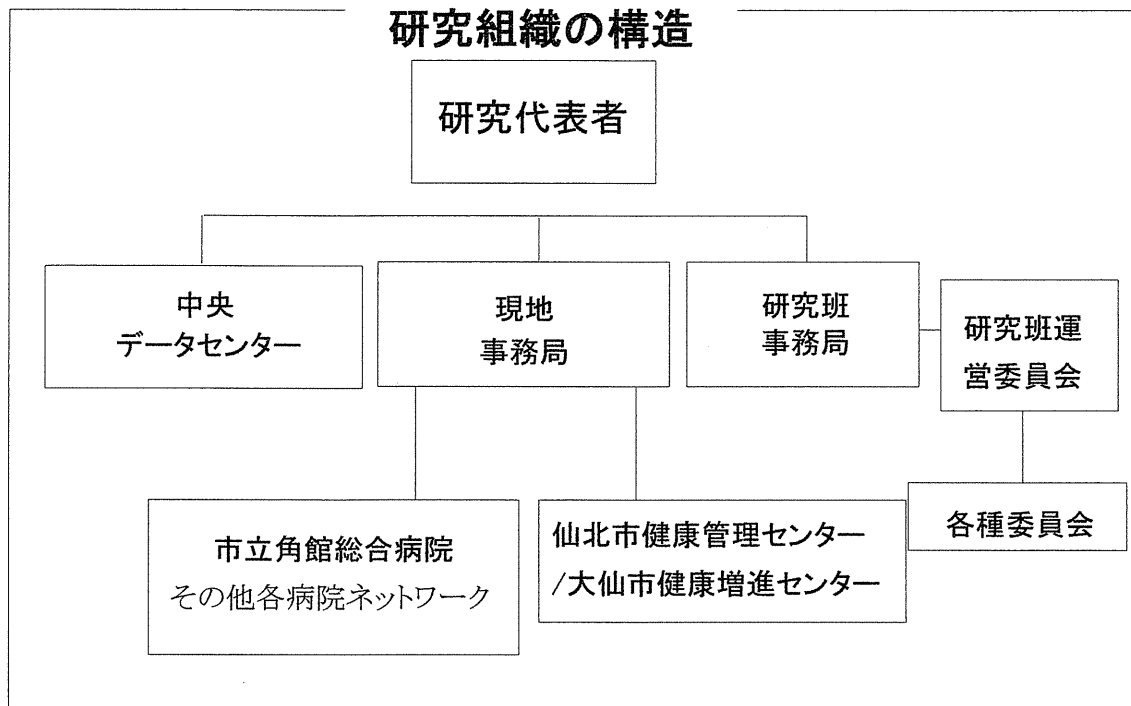 研究組織の構造
研究代表者
中央
データセンター
現地
事務局
研究班
事務局
研究班運
営委員会
市立角館総合病院
その他各病院ネットワーク
仙北市健康管理センター
/大仙市健康増進センター
各種委員会